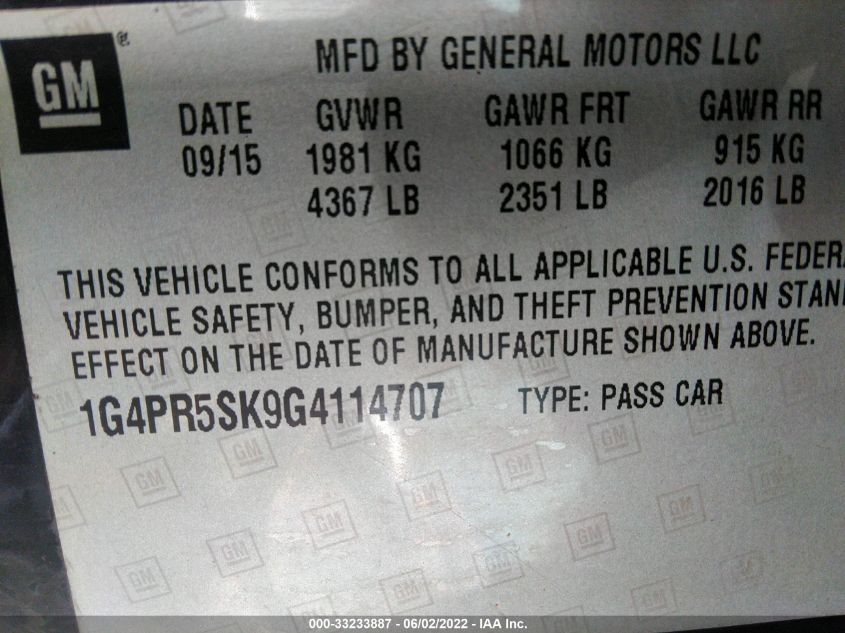 GM ®
MFD BY GENERAL MOTORS LLC
DATE GVWR GAWR FRT GAWR RR
09/15 1981 KG 1066 KG 915 KG
4367 LB 2351 LB 2016 LB
THIS VEHICLE CONFORMS TO ALL APPLICABLE U.S. FEDERA
VEHICLE SAFETY, BUMPER, AND THEFT PREVENTION STAN
EFFECT ON THE DATE OF MANUFACTURE SHOWN ABOVE.
1G4PR5SK9G4114707 TYPE: PASS CAR
000-33233887 - 06/02/2022 - IAA Inc.